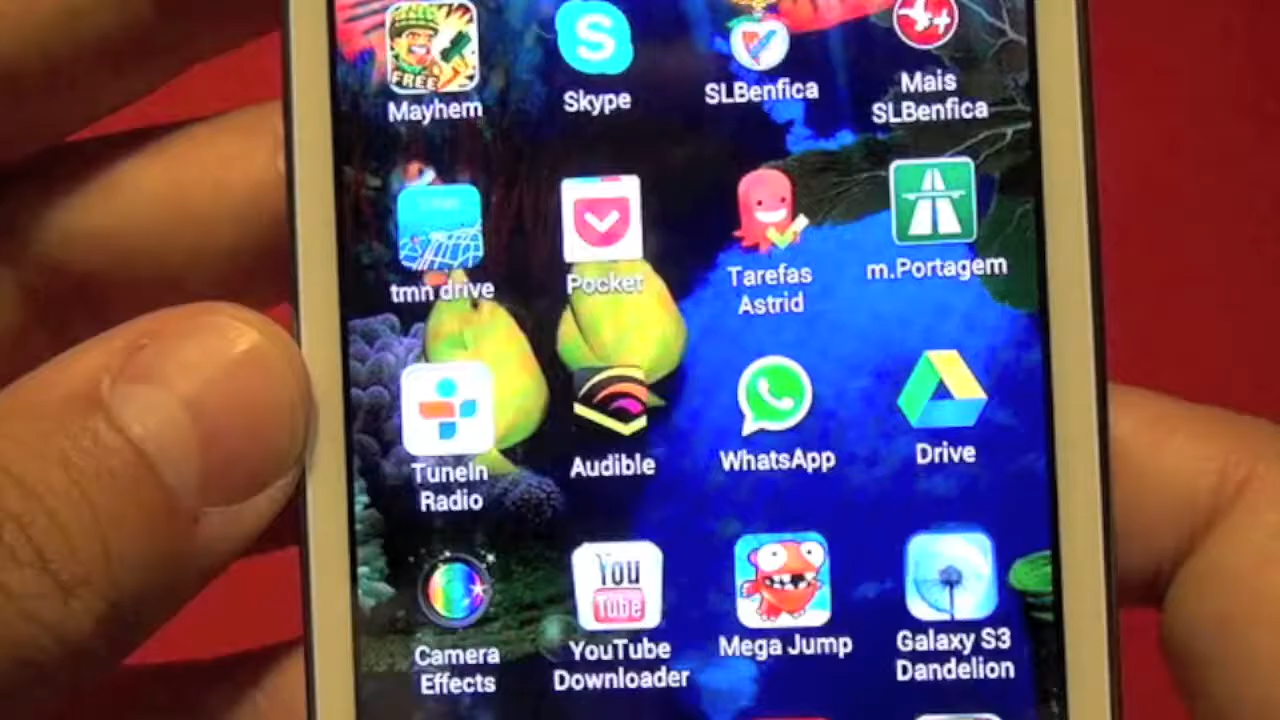 FREE
Mayhem
Skype
SLBenfica
Mais
SLBenfica
tmn drive
Pocket
Tarefas
Astrid
m.Portagem
TuneIn
Radio
Audible
WhatsApp
Drive
Camera
Effects
You
Tube
YouTube
Downloader
Mega Jump
Galaxy S3
Dandelion